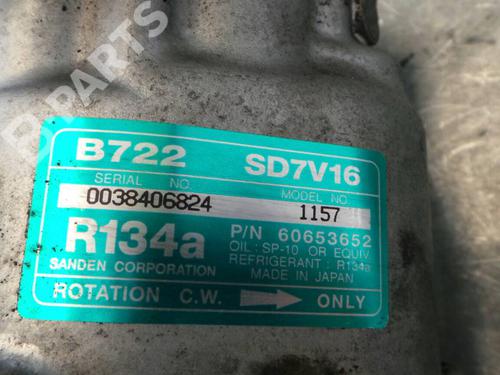 B-PARTS
B722 SD7V16
SERIAL NO. MODEL NO.
0038406824 1157
R134a P/N 60653652
OIL: SP-10 OR EQUIV
REFRIGERANT: R134a
SANDEN CORPORATION MADE IN JAPAN
ROTATION C.W. → ONLY